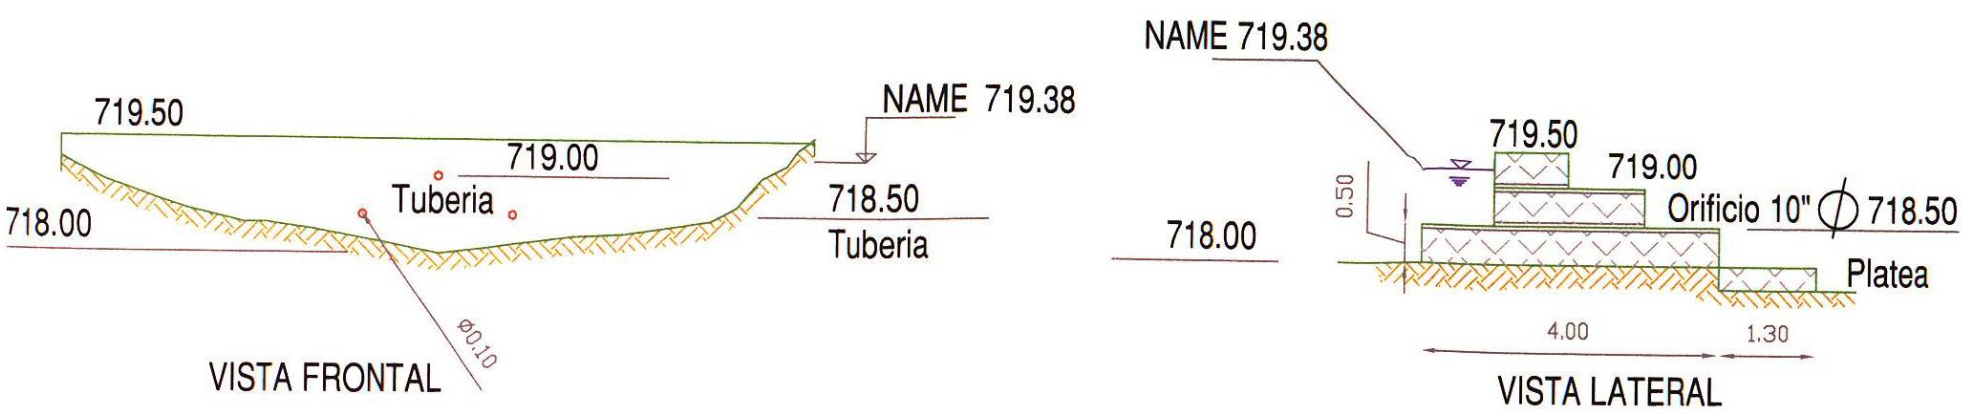 719.50
NAME 719.38
719.00
Tuberia
718.50
718.00
Tuberia
Ø0.10
VISTA FRONTAL
NAME 719.38
719.50
719.00
0.50
Orificio 10" Ø 718.50
718.00
Platea
4.00
1.30
VISTA LATERAL